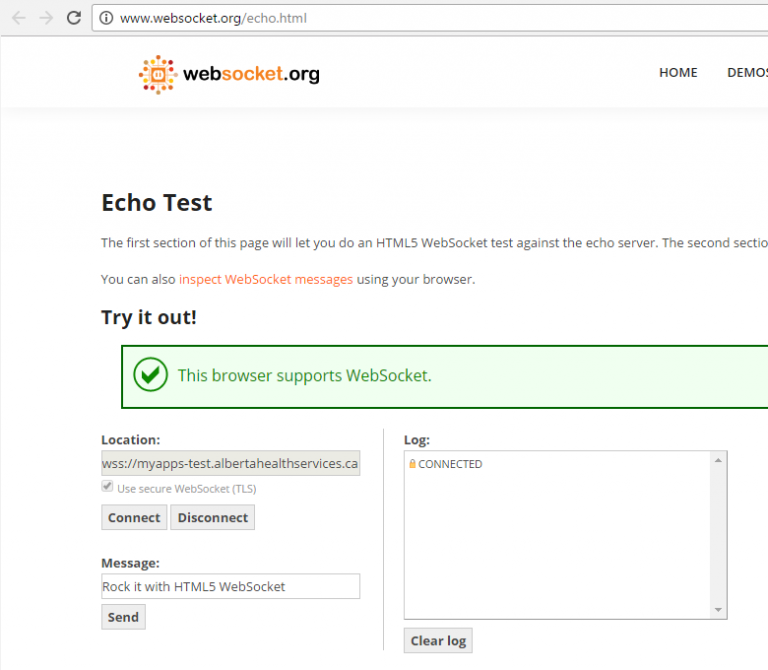 www.websocket.org/echo.html
websocket.org
HOME DEMOS
Echo Test
The first section of this page will let you do an HTML5 WebSocket test against the echo server. The second sectio
You can also inspect WebSocket messages using your browser.
Try it out!
This browser supports WebSocket.
Location:
wss://myapps-test.albertahealthservices.ca
Use secure WebSocket (TLS)
Connect Disconnect
Message:
Rock it with HTML5 WebSocket
Send
Log:
CONNECTED
Clear log